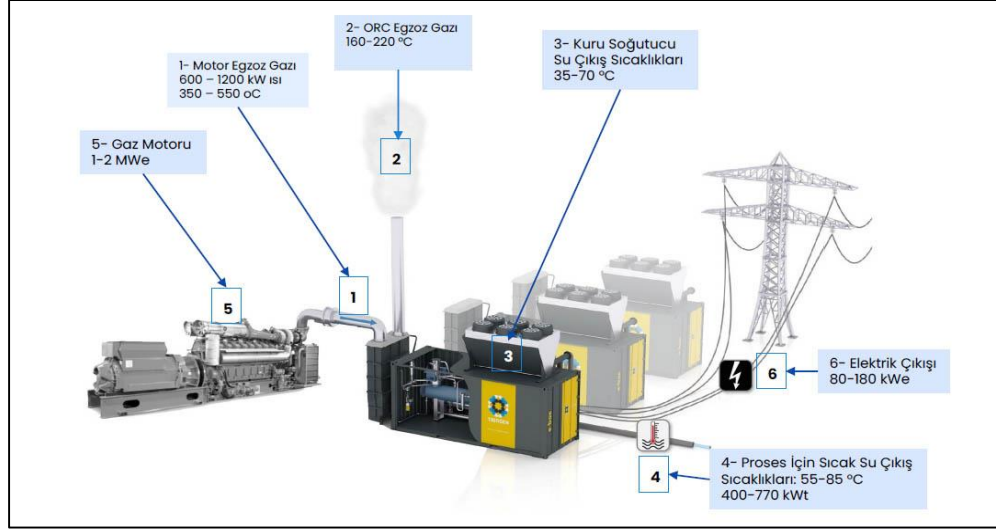 2- ORC Egzoz Gazı
160-220 ºC
1- Motor Egzoz Gazı
600 – 1200 kW ısı
350 – 550 oC
3- Kuru Soğutucu
Su Çıkış Sıcaklıkları
35-70 ºC
5- Gaz Motoru
1-2 MWe
2
5
1
3
6
6- Elektrik Çıkışı
80-180 kWe
4
4- Proses İçin Sıcak Su Çıkış
Sıcaklıkları: 55-85 ºC
400-770 kWt